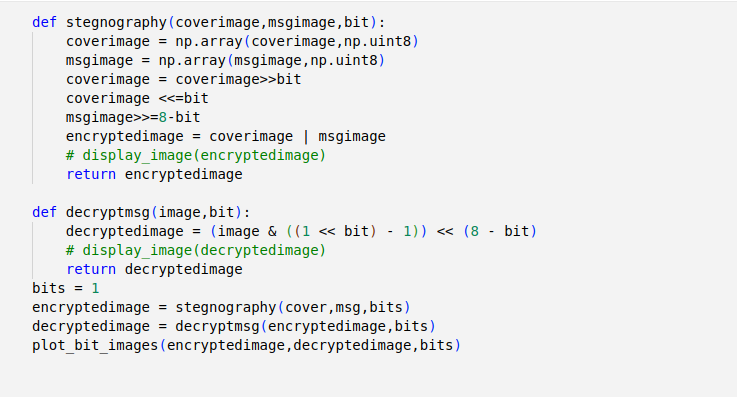 def stegnography(coverimage,msgimage,bit):
    coverimage = np.array(coverimage,np.uint8)
    msgimage = np.array(msgimage,np.uint8)
    coverimage = coverimage>>bit
    coverimage <<=bit
    msgimage>>=8-bit
    encryptedimage = coverimage | msgimage
    # display_image(encryptedimage)
    return encryptedimage

def decryptmsg(image,bit):
    decryptedimage = (image & ((1 << bit) - 1)) << (8 - bit)
    # display_image(decryptedimage)
    return decryptedimage
bits = 1
encryptedimage = stegnography(cover,msg,bits)
decryptedimage = decryptmsg(encryptedimage,bits)
plot_bit_images(encryptedimage,decryptedimage,bits)